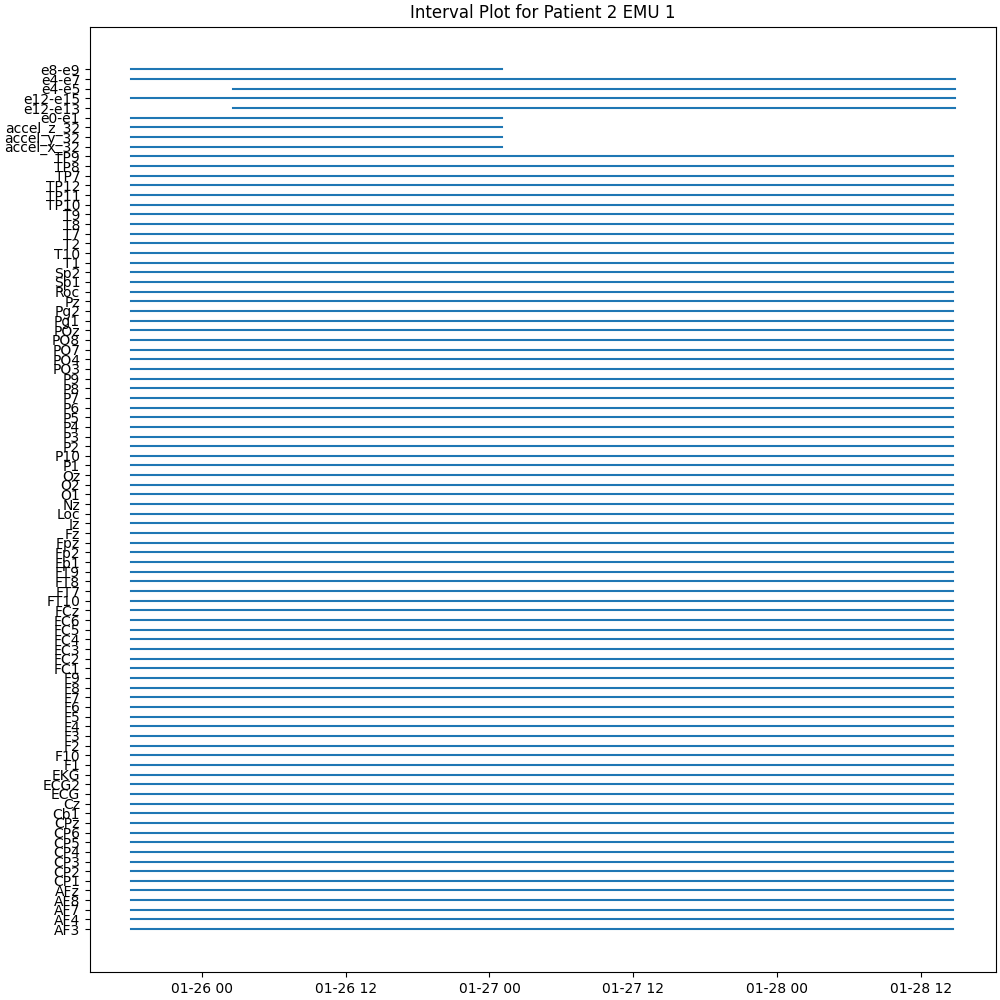 Interval Plot for Patient 2 EMU 1
e8-e9
e4-e7
e4-e5
e12-e15
e12-e13
e0-e1
accel_z_32
accel_y_32
accel_x_32
TP9
TP8
TP7
TP12
TP11
TP10
T9
T8
T7
T2
T10
T1
Sp2
Sp1
Roc
Pz
Pg2
Pg1
POz
PO8
PO7
PO4
PO3
P9
P8
P7
P6
P5
P4
P3
P2
P10
P1
Oz
O2
O1
Nz
Loc
Iz
Fz
Fpz
Fp2
Fp1
FT9
FT8
FT7
FT10
FCz
FC6
FC5
FC4
FC3
FC2
FC1
F9
F8
F7
F6
F5
F4
F3
F2
F10
F1
EKG
ECG2
ECG
Cz
Cb1
CPz
CP6
CP5
CP4
CP3
CP2
CP1
AFz
AF8
AF7
AF4
AF3
01-26 00 01-26 12 01-27 00 01-27 12 01-28 00 01-28 12